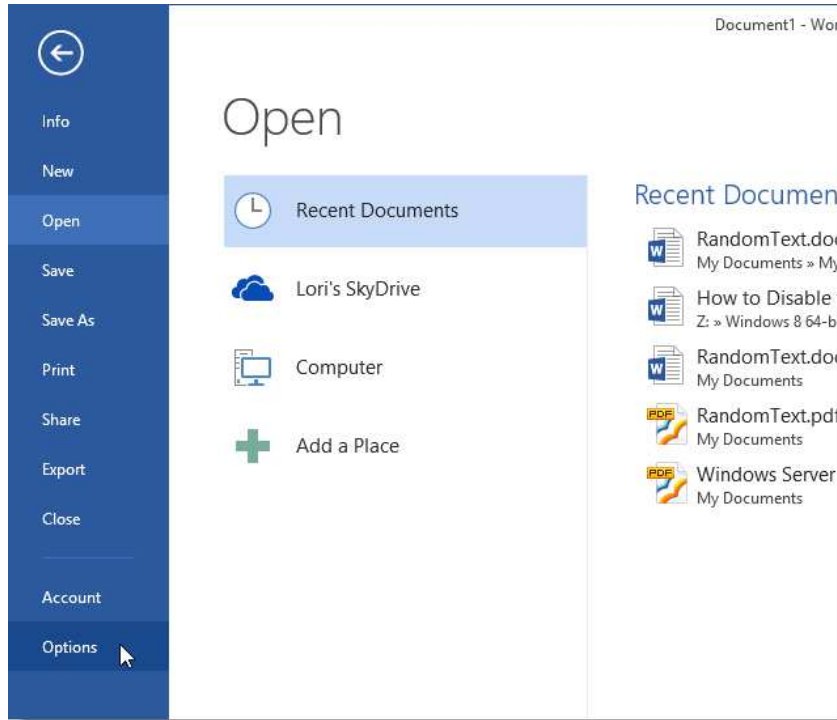 Document1 - Wor
Info
New
Open
Save
Save As
Print
Share
Export
Close
Account
Options
Open
Recent Documents
Lori's SkyDrive
Computer
Add a Place
Recent Documen
RandomText.doc
My Documents » My
How to Disable
Z: » Windows 8 64-b
RandomText.doc
My Documents
RandomText.pdf
My Documents
Windows Server
My Documents